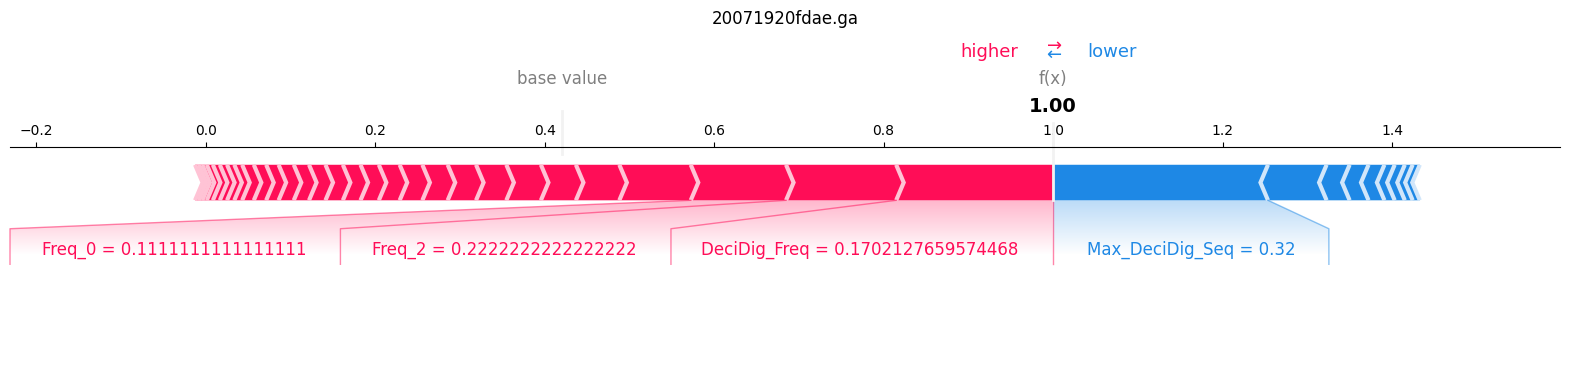 20071920fdae.ga
higher → ← lower
base value f(x)
1.00
−0.2 0.0 0.2 0.4 0.6 0.8 1.0 1.2 1.4
Freq_0 = 0.1111111111111111 Freq_2 = 0.2222222222222222 DeciDig_Freq = 0.1702127659574468 Max_DeciDig_Seq = 0.32